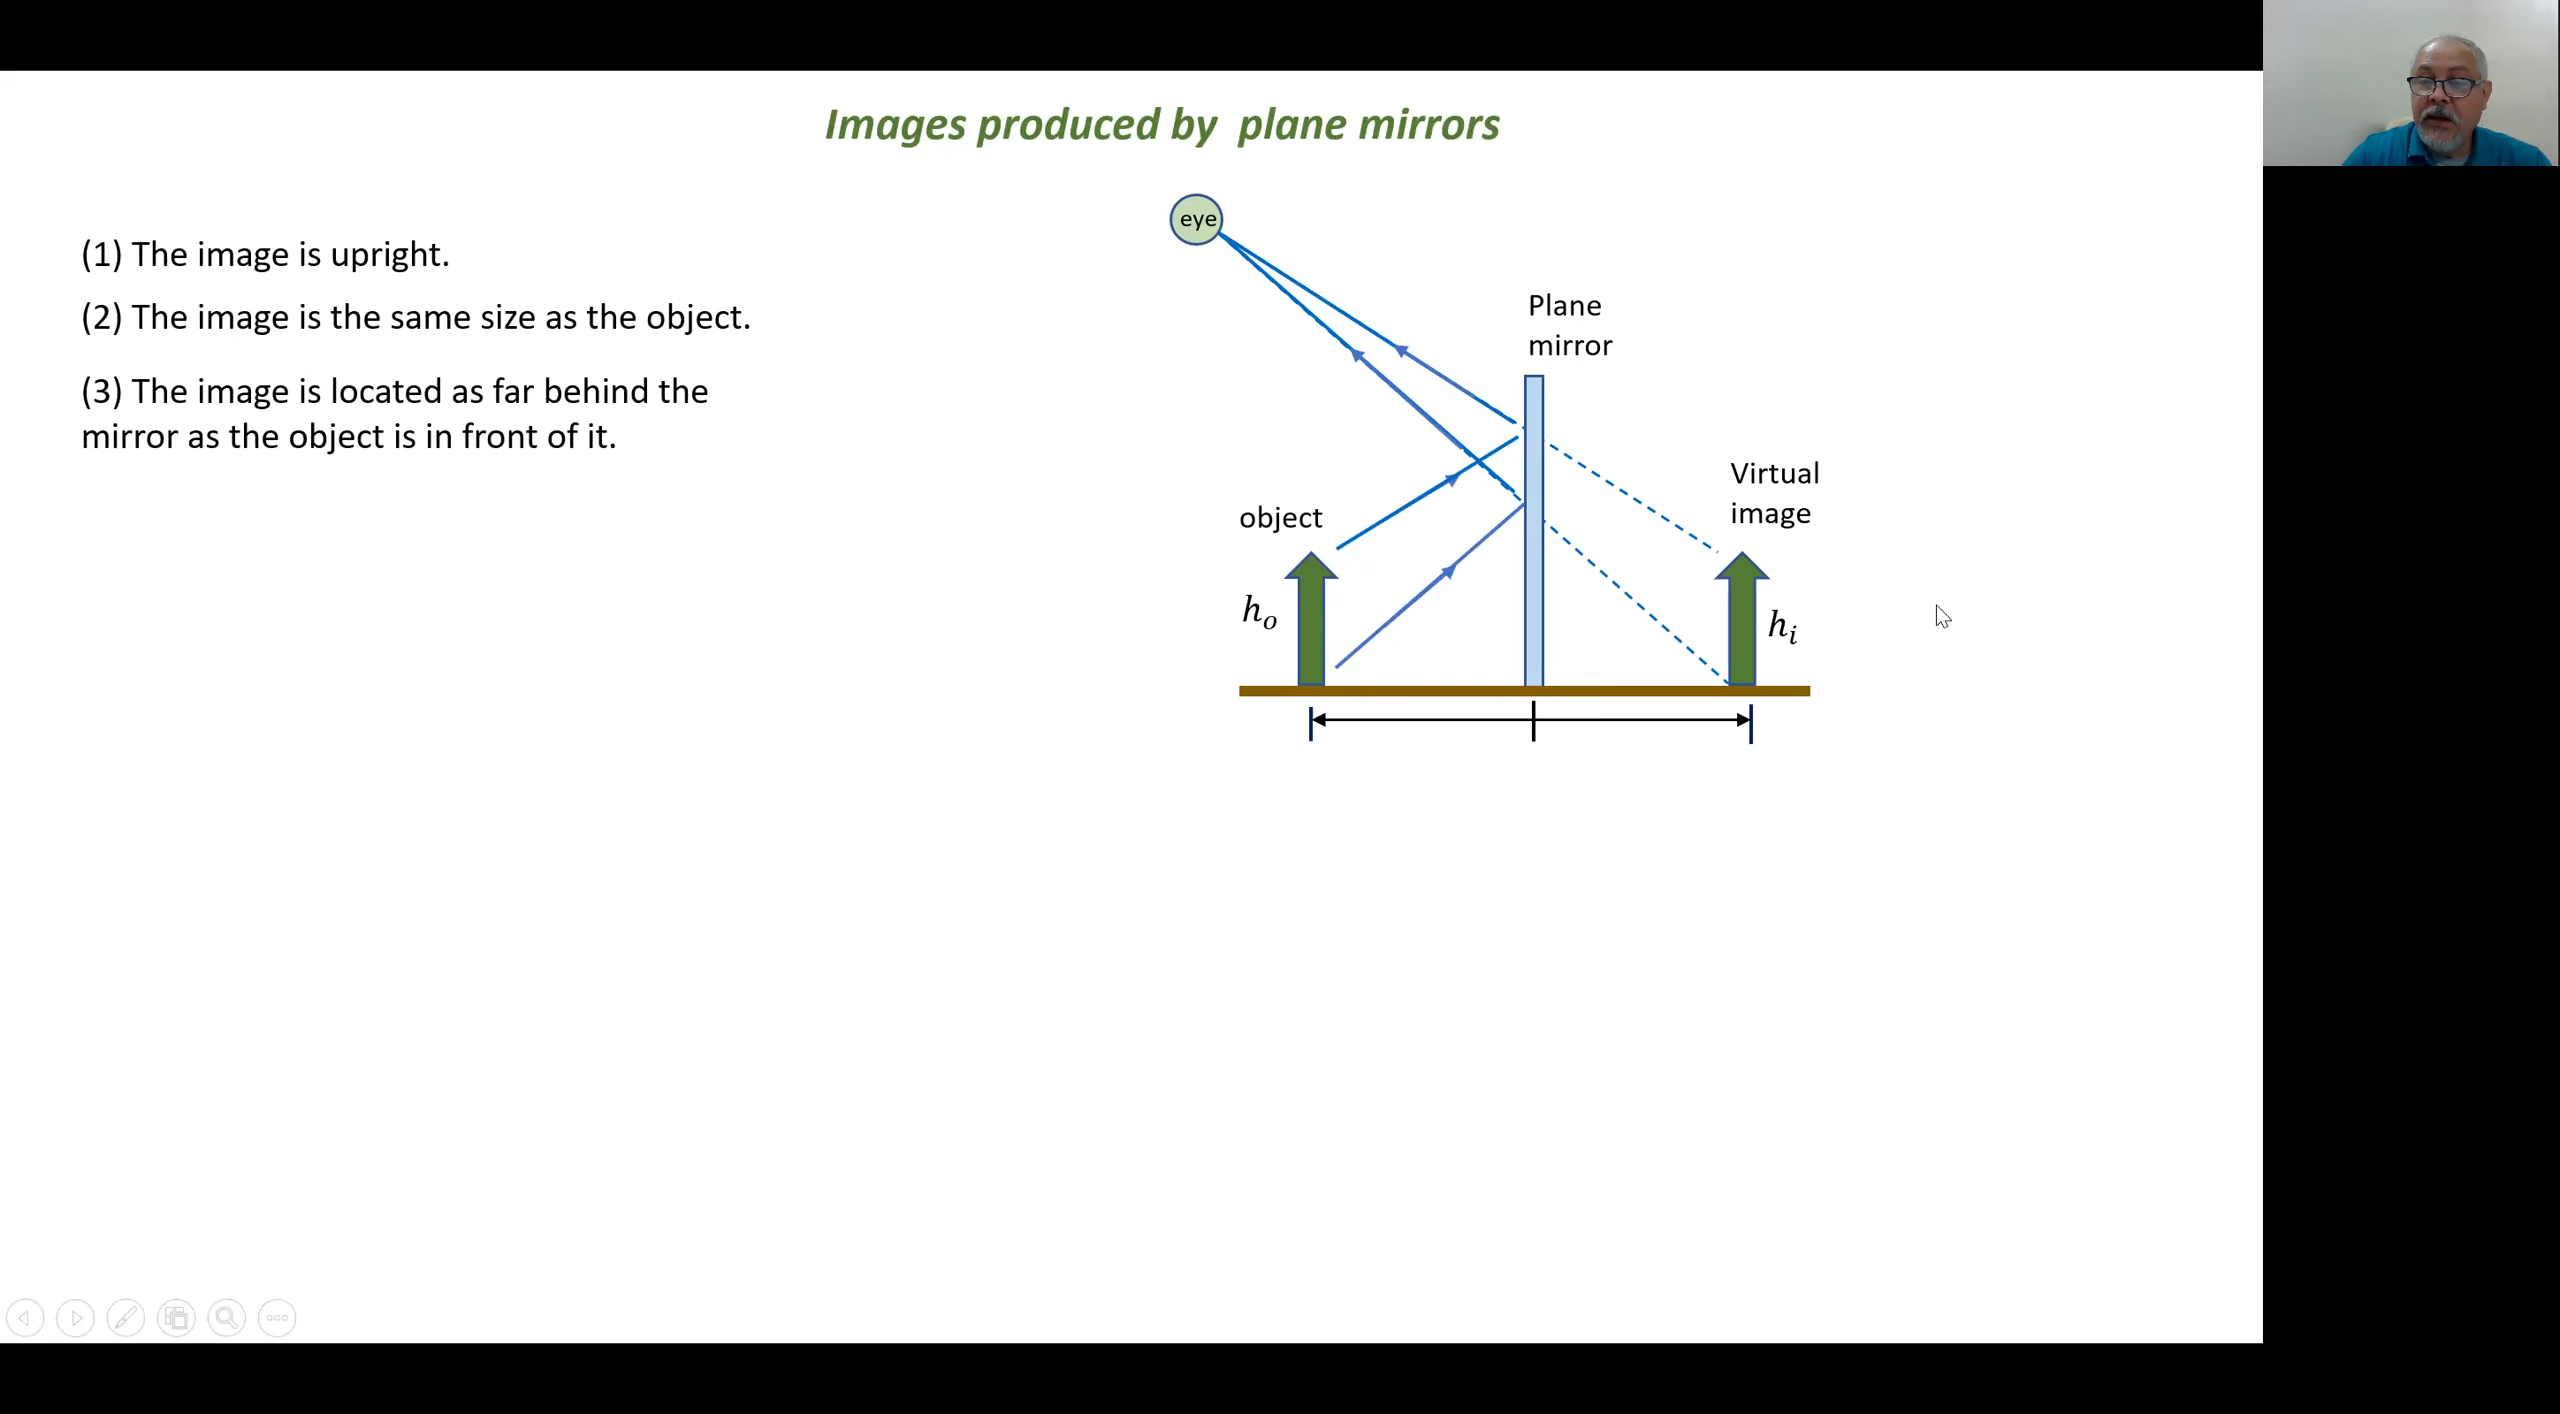 Images produced by  plane mirrors
(1) The image is upright.
(2) The image is the same size as the object.
(3) The image is located as far behind the
mirror as the object is in front of it.
eye
Plane
mirror
Virtual
image
object
hₒ
hᵢ